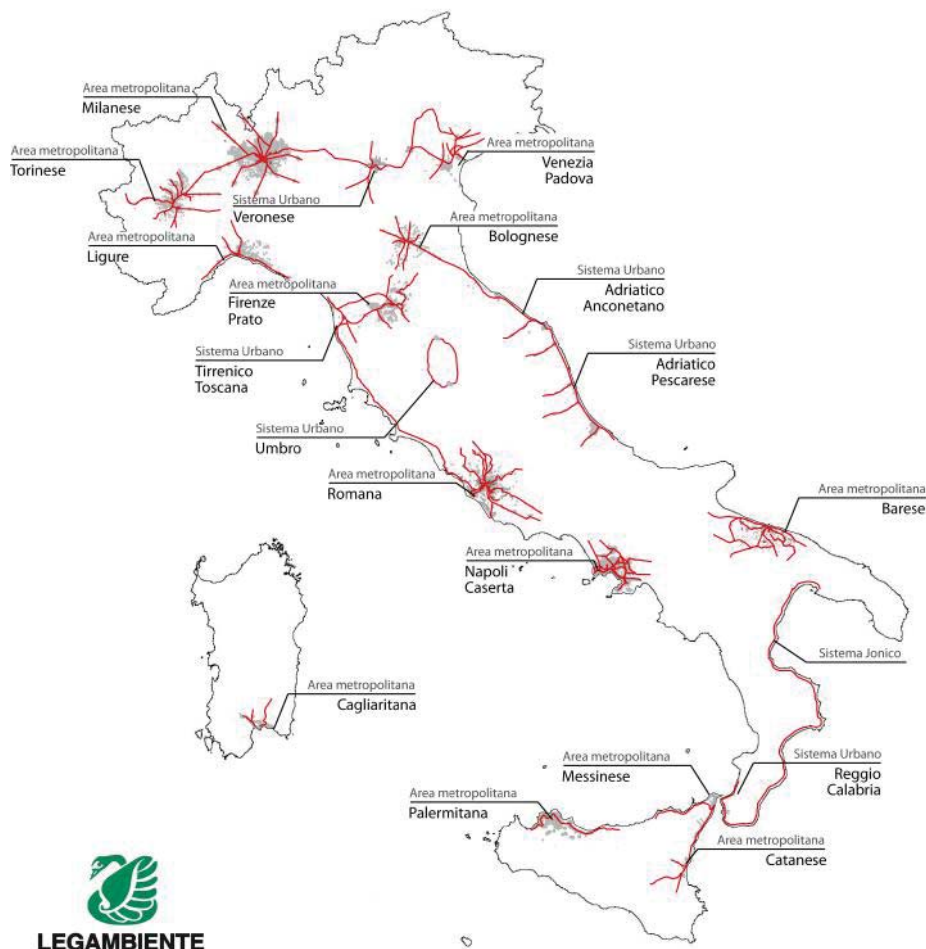 Area metropolitana
Milanese
Area metropolitana
Torinese
Area metropolitana
Venezia
Padova
Sistema Urbano
Veronese
Area metropolitana
Bolognese
Area metropolitana
Ligure
Area metropolitana
Firenze
Prato
Sistema Urbano
Adriatico
Anconetano
Sistema Urbano
Tirrenico
Toscana
Sistema Urbano
Adriatico
Pescarese
Sistema Urbano
Umbro
Area metropolitana
Romana
Area metropolitana
Barese
Area metropolitana
Napoli
Caserta
Sistema Jonico
Area metropolitana
Cagliaritana
Area metropolitana
Messinese
Sistema Urbano
Reggio
Calabria
Area metropolitana
Palermitana
Area metropolitana
Catanese
LEGAMBIENTE